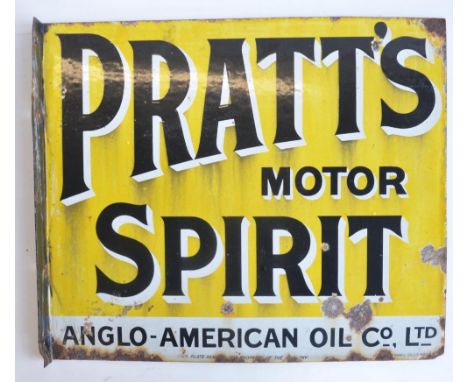 PRATT'S
MOTOR
SPIRIT
ANGLO-AMERICAN OIL CO, LTD